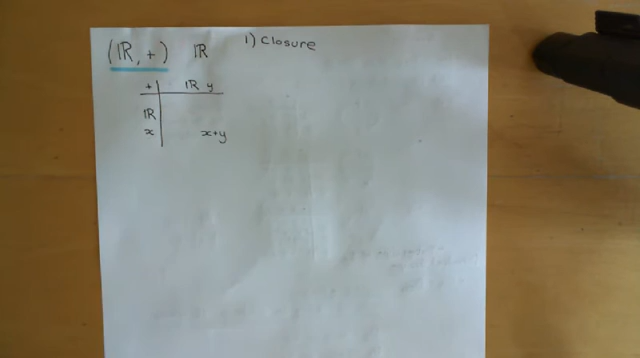 (ℝ, +) ℝ
1) Closure
+ ℝ y
ℝ
x x+y